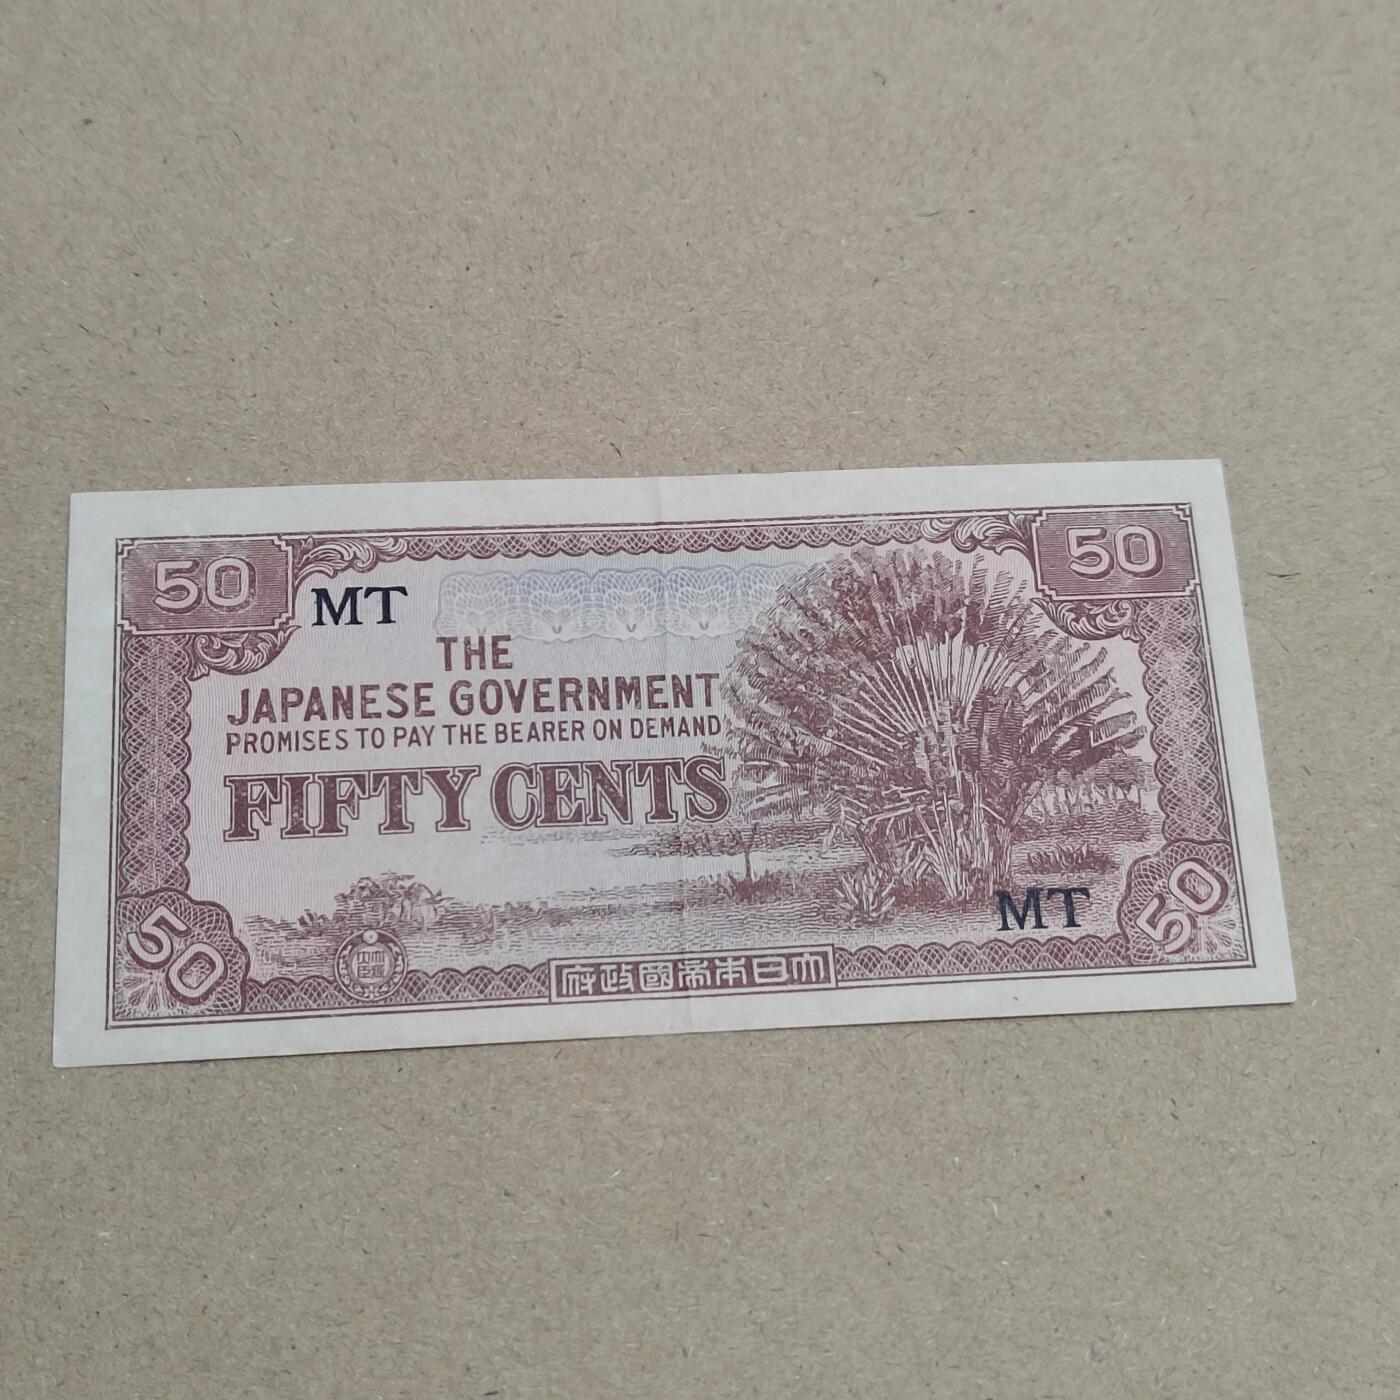 50
50
MT
THE
JAPANESE GOVERNMENT
PROMISES TO PAY THE BEARER ON DEMAND
FIFTY CENTS
MT
50
府政國帝本日大
50